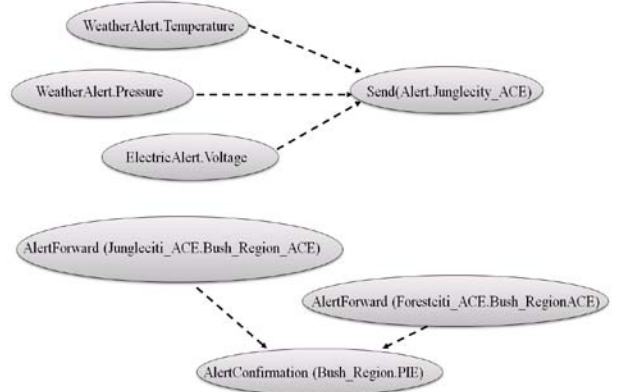 WeatherAlert.Temperature
WeatherAlert.Pressure
Send(Alert.Junglecity_ACE)
ElectricAlert.Voltage
AlertForward (Jungleciti_ACE.Bush_Region_ACE)
AlertForward (Forestciti_ACE.Bush_RegionACE)
AlertConfirmation (Bush_Region.PIE)